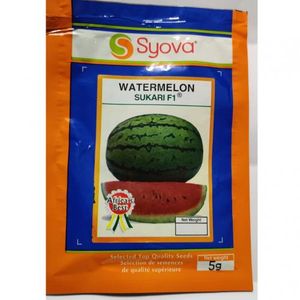 Syova®
WATERMELON
SUKARI F1®
Net Weight
Africa's
Best
Selected Top Quality Seeds
Sélection de semences
de qualité supérieure
Net weight
5g